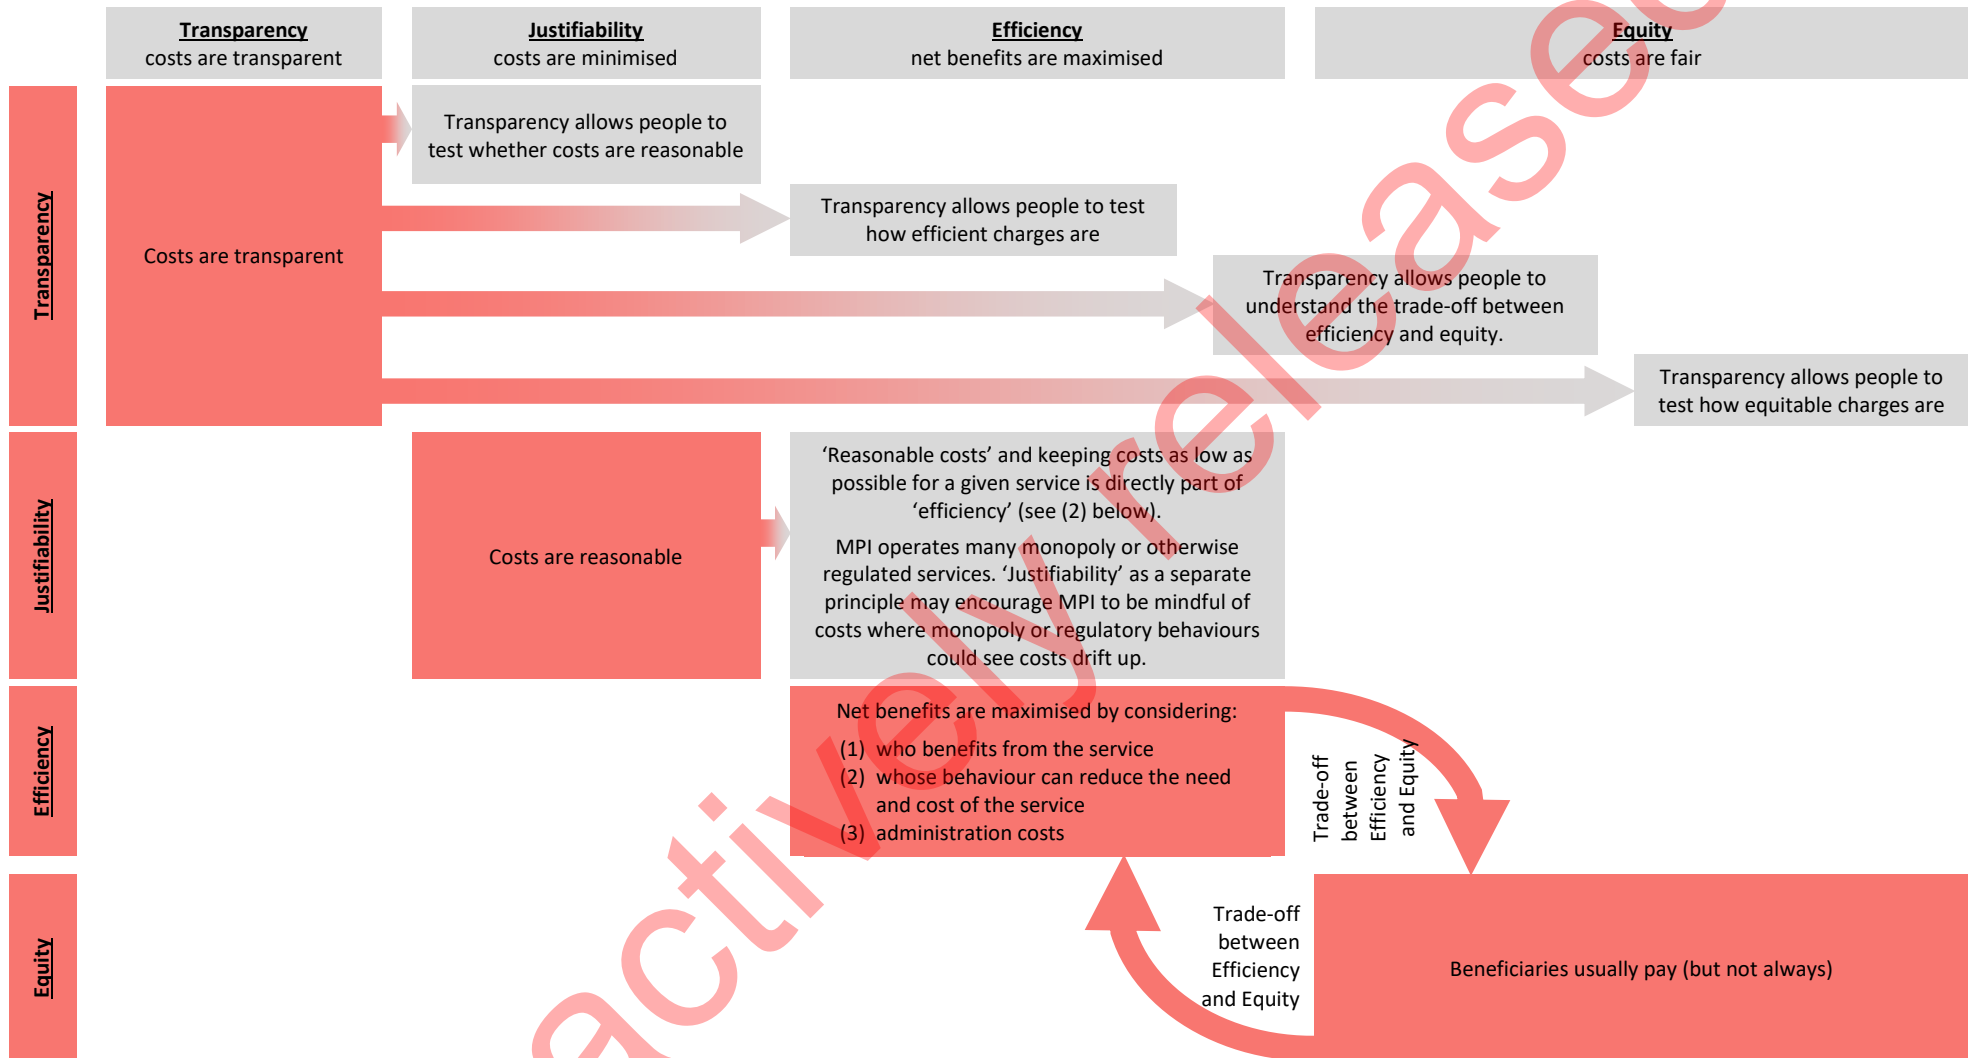 Transparency
costs are transparent
Justifiability
costs are minimised
Efficiency
net benefits are maximised
Equity
costs are fair
Transparency
Costs are transparent
Transparency allows people to
test whether costs are reasonable
Transparency allows people to test
how efficient charges are
Transparency allows people to
understand the trade-off between
efficiency and equity.
Transparency allows people to
test how equitable charges are
Justifiability
Costs are reasonable
‘Reasonable costs’ and keeping costs as low as
possible for a given service is directly part of
‘efficiency’ (see (2) below).
MPI operates many monopoly or otherwise
regulated services. ‘Justifiability’ as a separate
principle may encourage MPI to be mindful of
costs where monopoly or regulatory behaviours
could see costs drift up.
Efficiency
Net benefits are maximised by considering:
(1) who benefits from the service
(2) whose behaviour can reduce the need
and cost of the service
(3) administration costs
Trade-off
between
Efficiency
and Equity
Equity
Trade-off
between
Efficiency
and Equity
Beneficiaries usually pay (but not always)
actively released